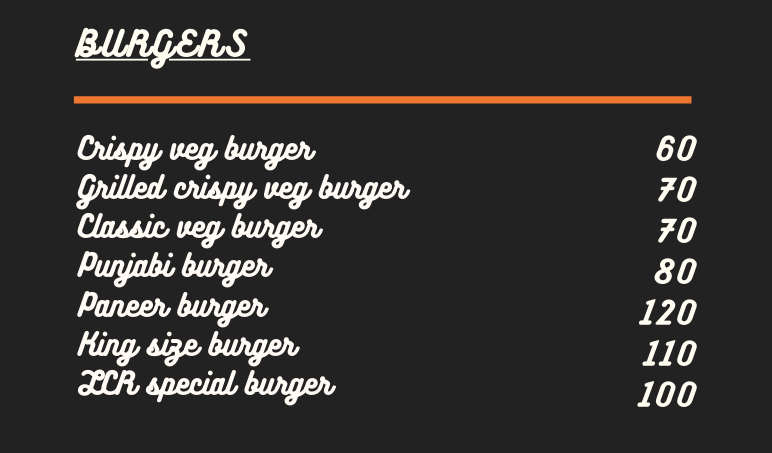 BURGERS
Crispy veg burger 60
Grilled crispy veg burger 70
Classic veg burger 70
Punjabi burger 80
Paneer burger 120
King size burger 110
special burger 100